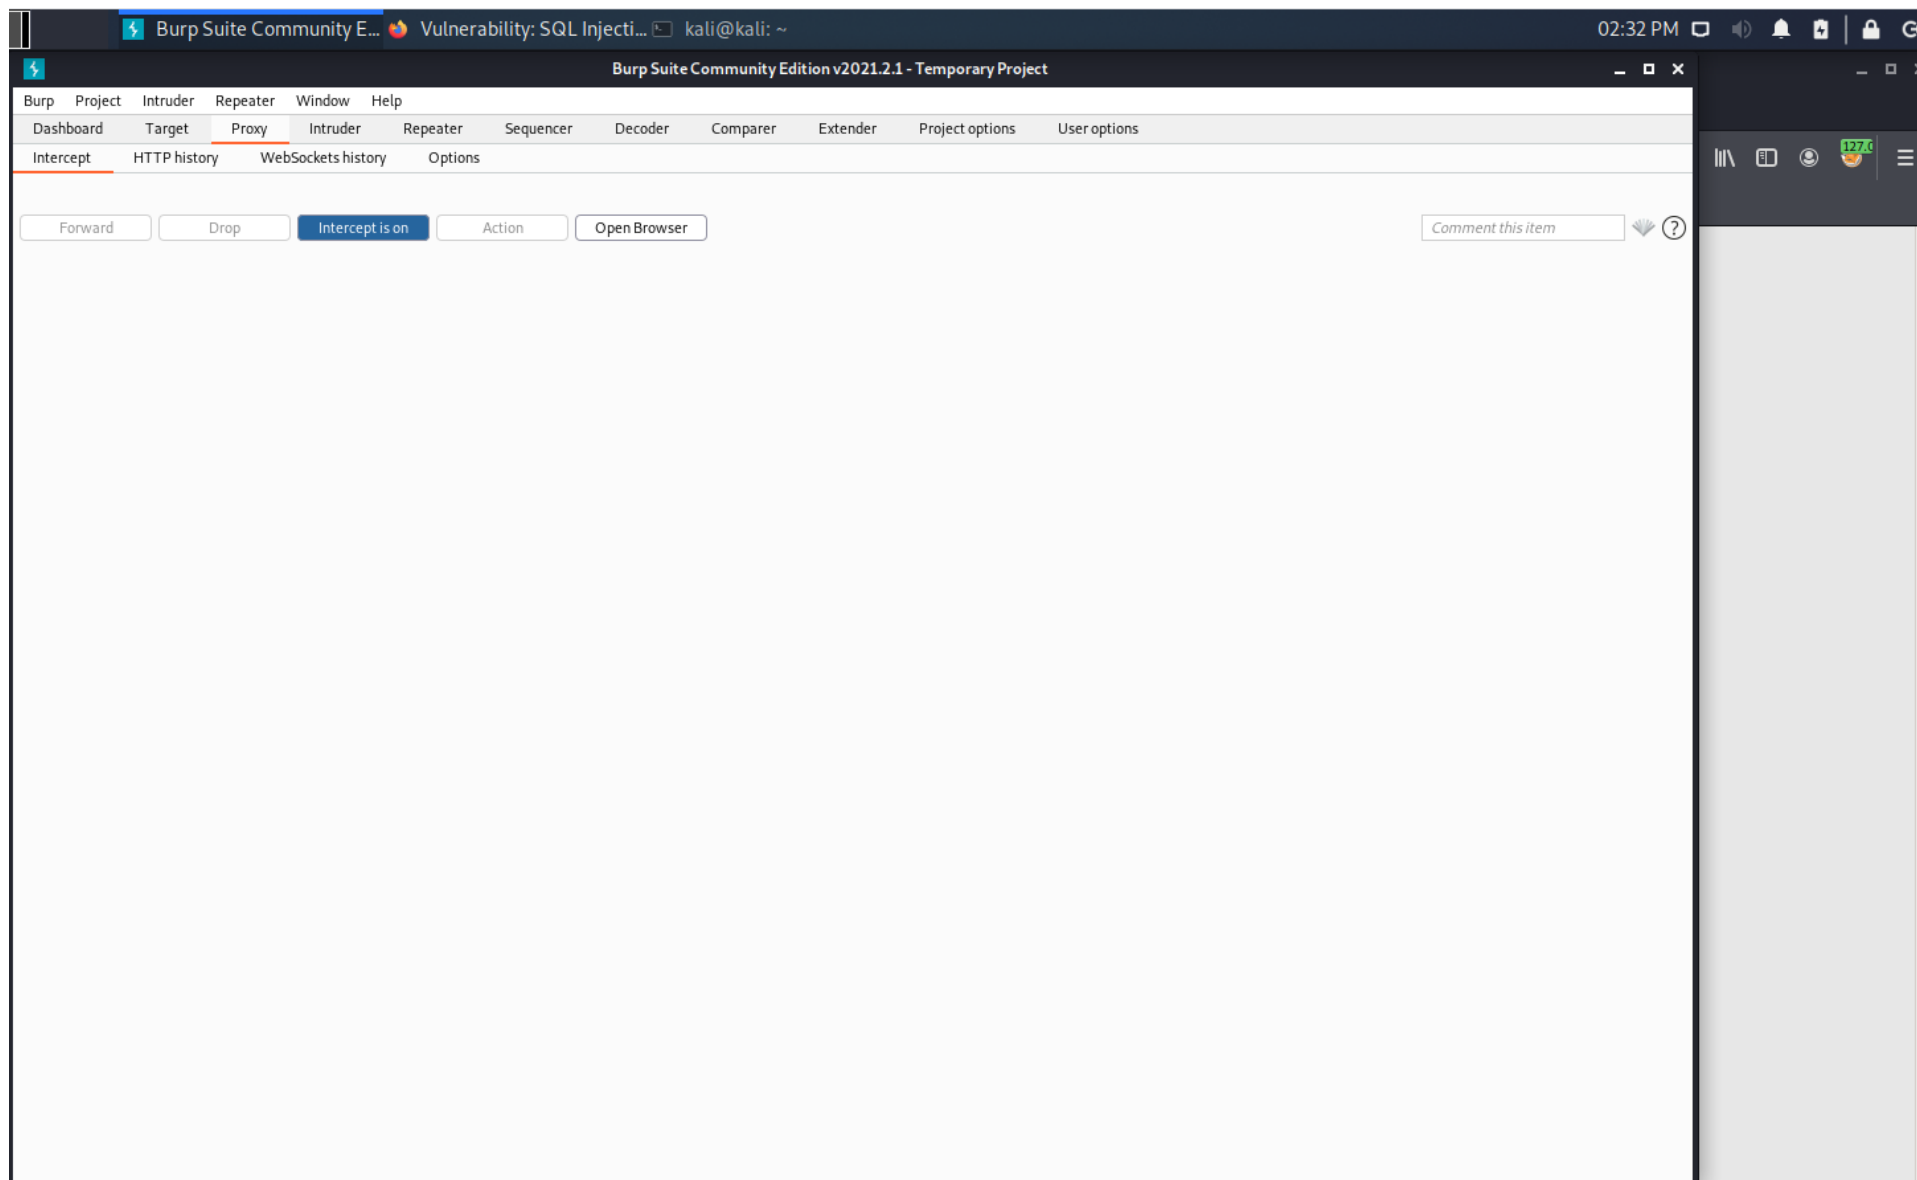 Burp Suite Community E... Vulnerability: SQL Injecti... kali@kali: ~ 02:32 PM
Burp Suite Community Edition v2021.2.1 - Temporary Project
Burp Project Intruder Repeater Window Help
Dashboard Target Proxy Intruder Repeater Sequencer Decoder Comparer Extender Project options User options
Intercept HTTP history WebSockets history Options
127.0
Forward Drop Intercept is on Action Open Browser Comment this item ?